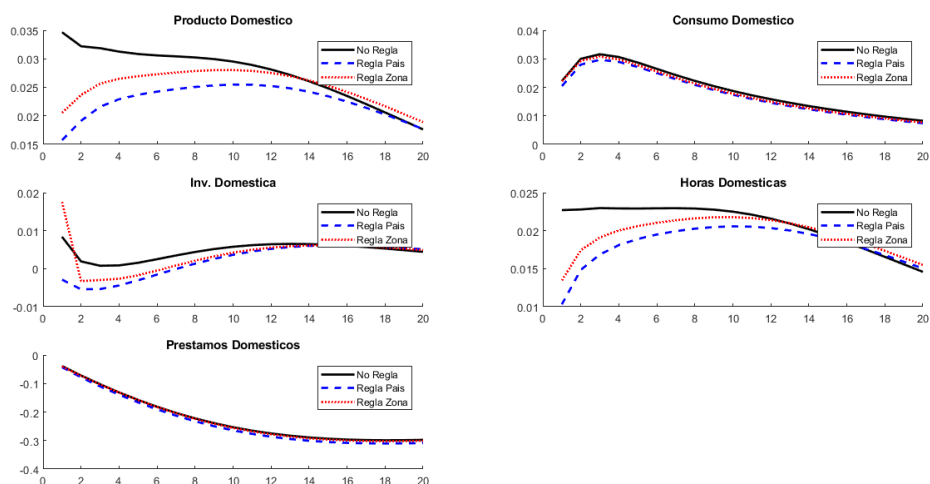 Producto Domestico
0.035
0.03
0.025
0.02
0.015
0 2 4 6 8 10 12 14 16 18 20
No Regla
Regla Pais
Regla Zona
Consumo Domestico
0.04
0.03
0.02
0.01
0
0 2 4 6 8 10 12 14 16 18 20
No Regla
Regla Pais
Regla Zona
Inv. Domestica
0.02
0.01
0
-0.01
0 2 4 6 8 10 12 14 16 18 20
No Regla
Regla Pais
Regla Zona
Horas Domesticas
0.025
0.02
0.015
0.01
0 2 4 6 8 10 12 14 16 18 20
No Regla
Regla Pais
Regla Zona
Prestamos Domesticos
0
-0.1
-0.2
-0.3
-0.4
0 2 4 6 8 10 12 14 16 18 20
No Regla
Regla Pais
Regla Zona